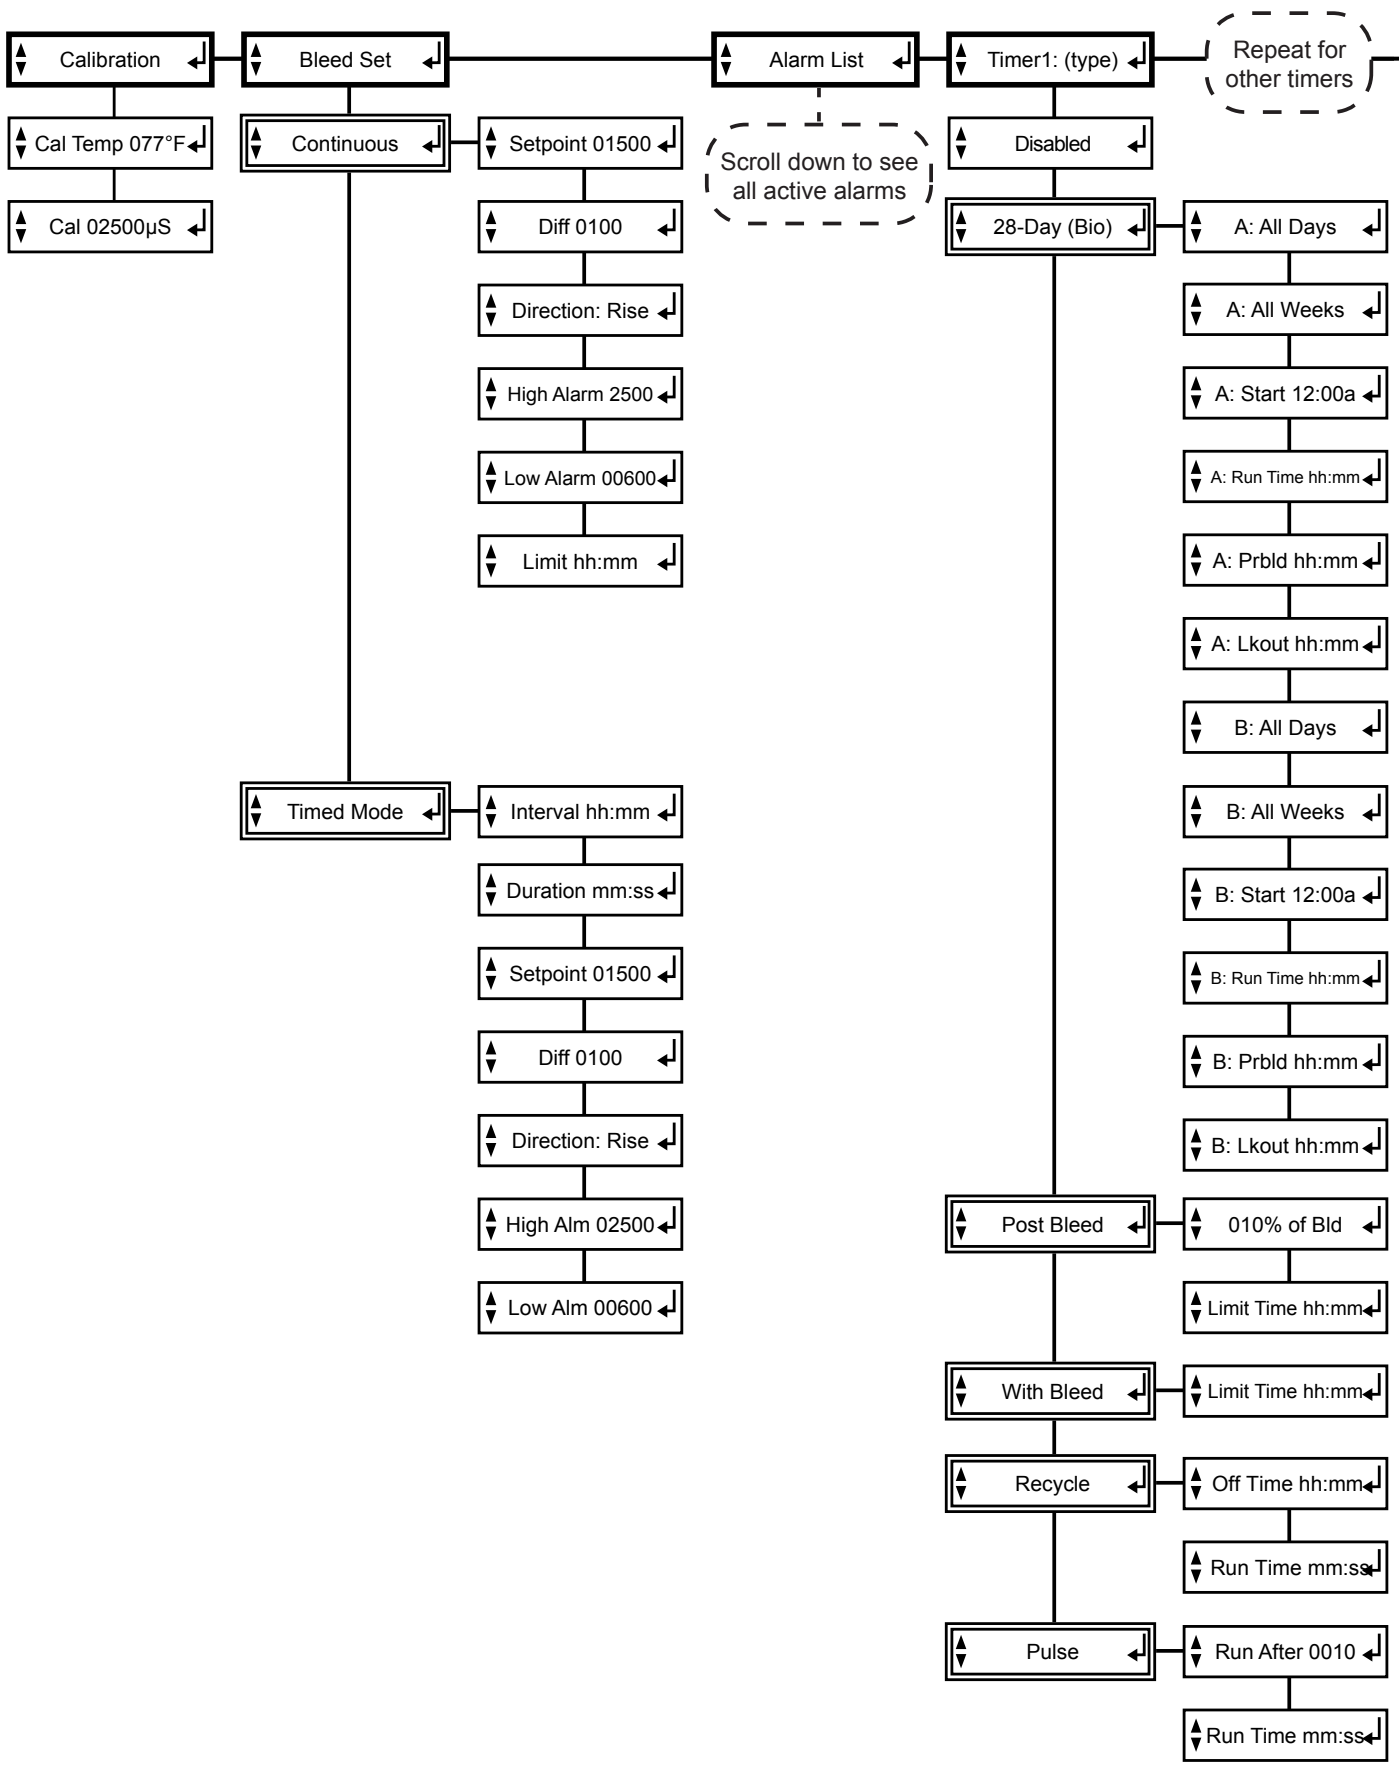 Calibration
Bleed Set
Alarm List
Timer1: (type)
Repeat for
other timers
Cal Temp 077°F
Cal 02500µS
Continuous
Setpoint 01500
Diff 0100
Direction: Rise
High Alarm 2500
Low Alarm 00600
Limit hh:mm
Timed Mode
Interval hh:mm
Duration mm:ss
Setpoint 01500
Diff 0100
Direction: Rise
High Alm 02500
Low Alm 00600
Scroll down to see
all active alarms
Disabled
28-Day (Bio)
A: All Days
A: All Weeks
A: Start 12:00a
A: Run Time hh:mm
A: Prbld hh:mm
A: Lkout hh:mm
B: All Days
B: All Weeks
B: Start 12:00a
B: Run Time hh:mm
B: Prbld hh:mm
B: Lkout hh:mm
Post Bleed
010% of Bld
Limit Time hh:mm
With Bleed
Limit Time hh:mm
Recycle
Off Time hh:mm
Run Time mm:ss
Pulse
Run After 0010
Run Time mm:ss